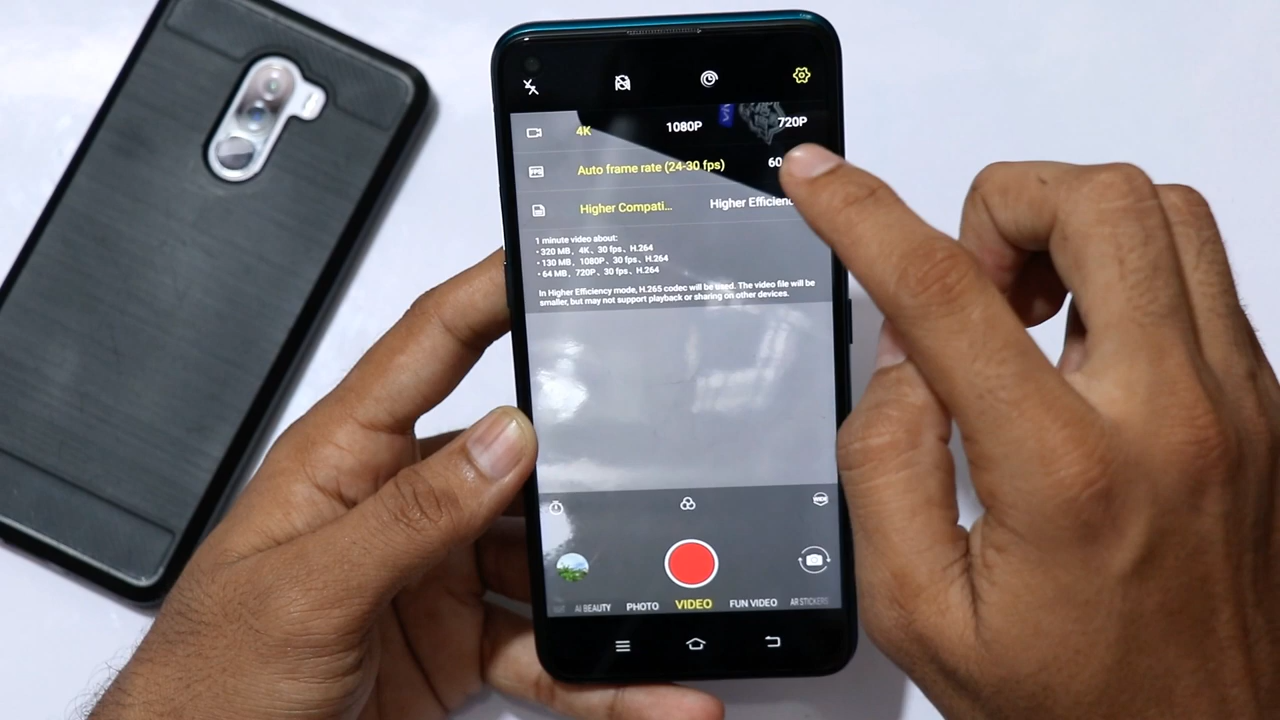 4K 1080P 720P
FPS Auto frame rate (24-30 fps) 60
Higher Compati... Higher Efficienc
1 minute video about:
• 320 MB、4K、30 fps、H.264
• 130 MB、1080P、30 fps、H.264
• 64 MB、720P、30 fps、H.264
In Higher Efficiency mode, H.265 codec will be used. The video file will be
smaller, but may not support playback or sharing on other devices.
WIDE
AI BEAUTY PHOTO VIDEO FUN VIDEO AR STICKERS